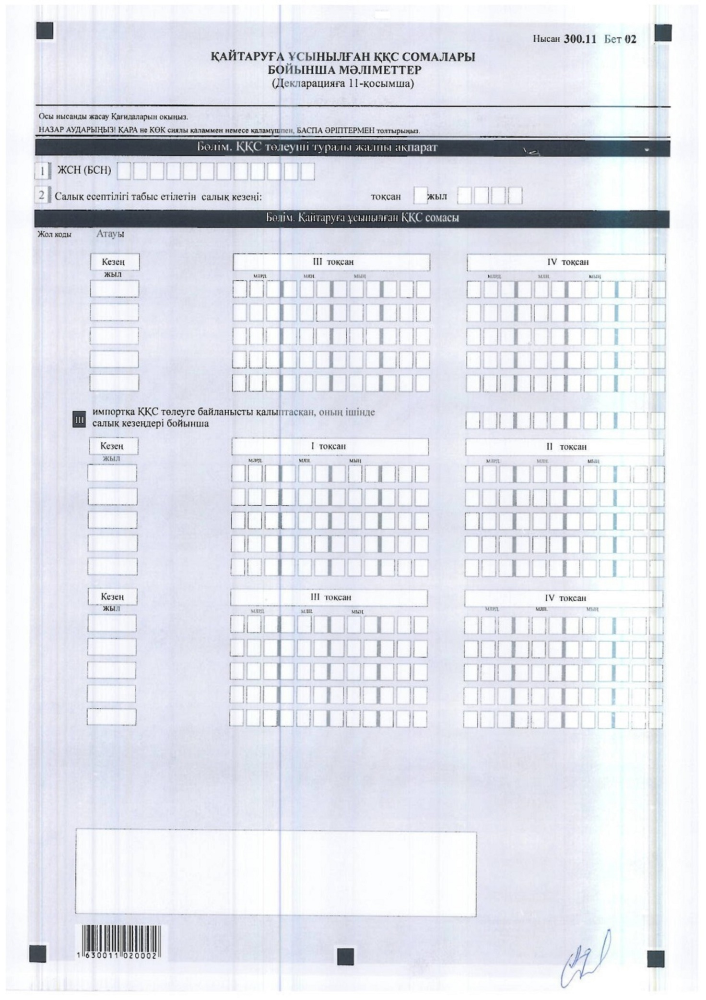 Нысан 300.11 Бет 02
ҚАЙТАРУҒА ҰСЫНЫЛҒАН ҚҚС СОМАЛАРЫ
БОЙЫНША МӘЛІМЕТТЕР
(Декларацияға 11-қосымша)
Осы нысанды жасау Қағидаларын оқыңыз.
НАЗАР АУДАРЫҢЫЗ! ҚАРА не КӨК сиялы қаламмен немесе қаламұшпен, БАСПА ӘРІПТЕРМЕН толтырыңыз.
Бөлім. ҚҚС төлеуші туралы жалпы ақпарат
1 ЖСН (БСН)
2 Салық есептілігі табыс етілетін салық кезеңі: тоқсан жыл
Бөлім. Қайтаруға ұсынылған ҚҚС сомасы
Жол коды Атауы
Кезең III тоқсан IV тоқсан
жыл млрд. млн. мың млрд. млн. мың
III импортқа ҚҚС төлеуге байланысты қалыптасқан, оның ішінде
салық кезеңдері бойынша
Кезең I тоқсан II тоқсан
жыл млрд. млн. мың млрд. млн. мың
Кезең III тоқсан IV тоқсан
жыл млрд. млн. мың млрд. млн. мың
1 630011 020002